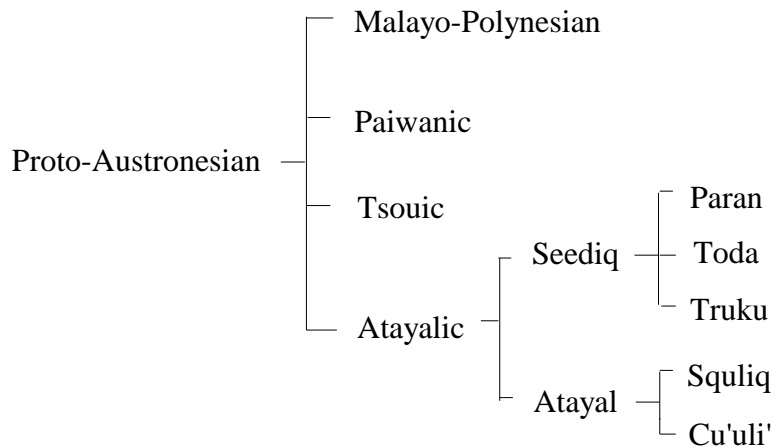 Malayo-Polynesian
Paiwanic
Proto-Austronesian
Tsouic
Paran
Seediq
Toda
Truku
Atayalic
Squliq
Atayal
Cu'uli'